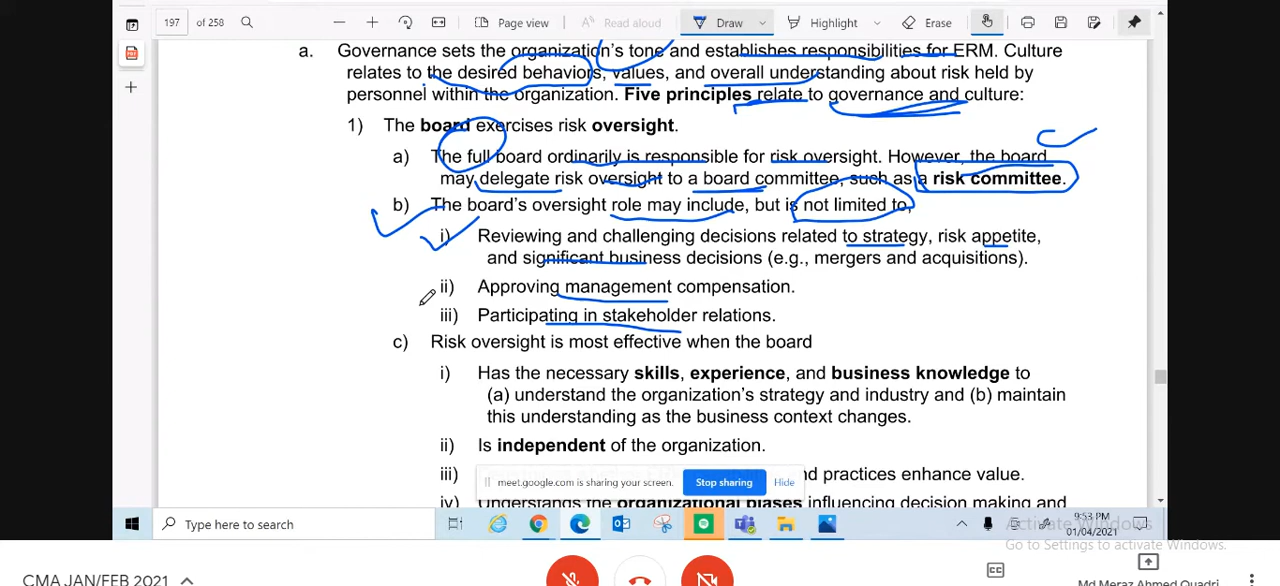 197 of 258 Page view Read aloud Draw Highlight Erase
a. Governance sets the organization's tone and establishes responsibilities for ERM. Culture
relates to the desired behaviors, values, and overall understanding about risk held by
personnel within the organization. Five principles relate to governance and culture:
1) The board exercises risk oversight.
a) The full board ordinarily is responsible for risk oversight. However, the board
may delegate risk oversight to a board committee, such as a risk committee.
b) The board's oversight role may include, but is not limited to,
i) Reviewing and challenging decisions related to strategy, risk appetite,
and significant business decisions (e.g., mergers and acquisitions).
ii) Approving management compensation.
iii) Participating in stakeholder relations.
c) Risk oversight is most effective when the board
i) Has the necessary skills, experience, and business knowledge to
(a) understand the organization's strategy and industry and (b) maintain
this understanding as the business context changes.
ii) Is independent of the organization.
iii) nd practices enhance value.
meet.google.com is sharing your screen. Stop sharing Hide
iv) Understands the organizational biases influencing decision making and
Type here to search
9:53 PM
01/04/2021
Activate Windows
Go to Settings to activate Windows.
CMA JAN/FEB 2021
Md Meraz Ahmed Quadri